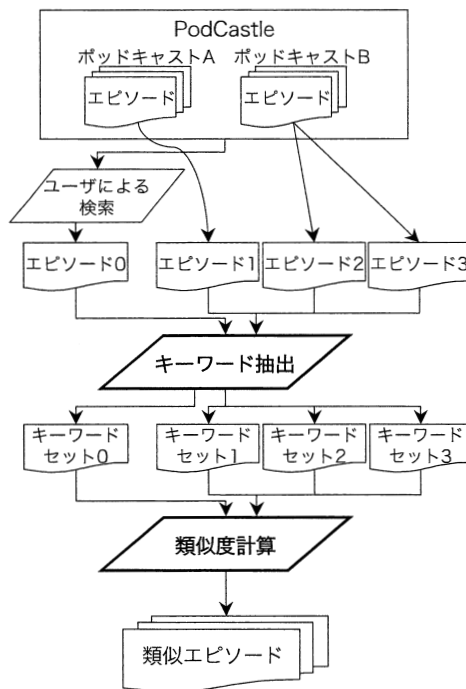 PodCastle
ポッドキャストA ポッドキャストB
エピソード エピソード
ユーザによる
検索
エピソード0 エピソード1 エピソード2 エピソード3
キーワード抽出
キーワード キーワード キーワード キーワード
セット0 セット1 セット2 セット3
類似度計算
類似エピソード